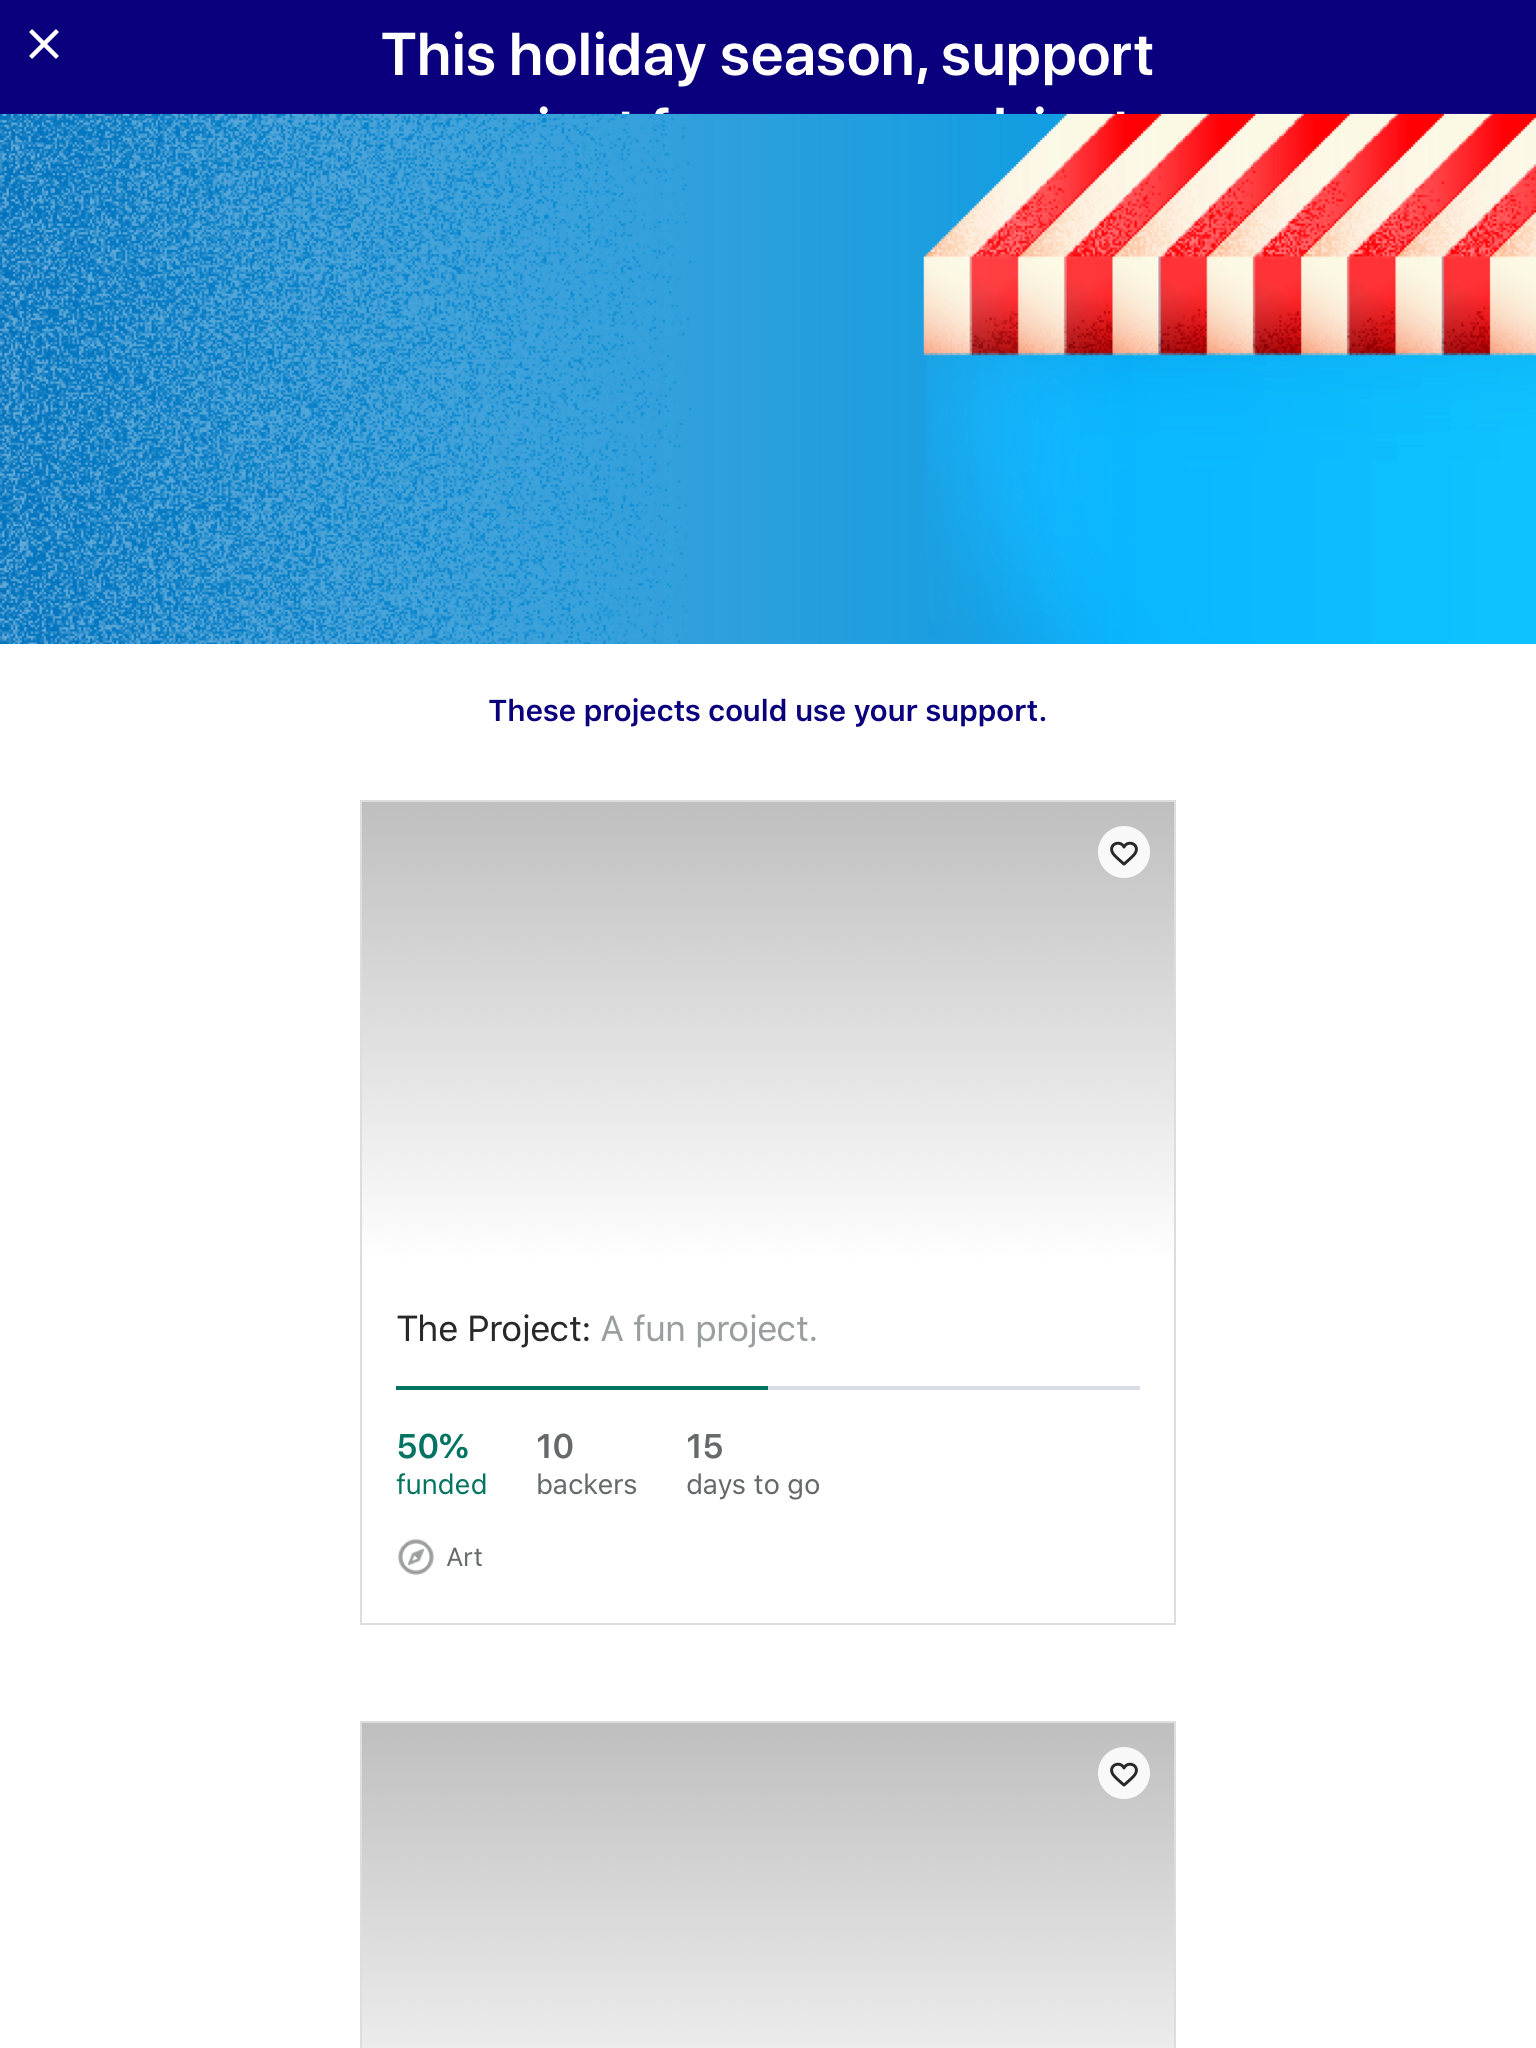 This holiday season, support
These projects could use your support.
The Project: A fun project.
50%
funded
10
backers
15
days to go
Art